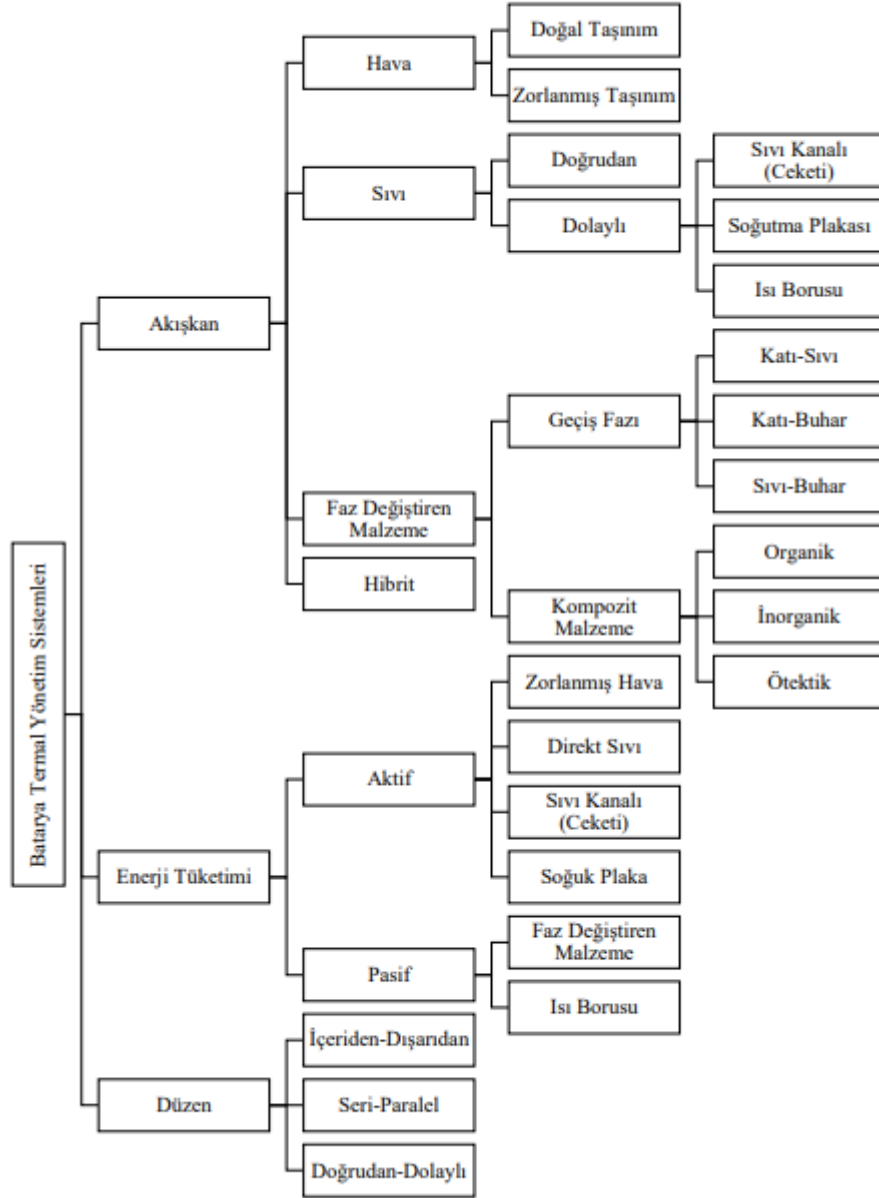 Batarya Termal Yönetim Sistemleri
Akışkan
Hava
Doğal Taşınım
Zorlanmış Taşınım
Sıvı
Doğrudan
Dolaylı
Sıvı Kanalı
(Ceketi)
Soğutma Plakası
Isı Borusu
Faz Değiştiren
Malzeme
Geçiş Fazı
Katı-Sıvı
Katı-Buhar
Sıvı-Buhar
Kompozit
Malzeme
Organik
İnorganik
Ötektik
Hibrit
Enerji Tüketimi
Aktif
Zorlanmış Hava
Direkt Sıvı
Sıvı Kanalı
(Ceketi)
Soğuk Plaka
Pasif
Faz Değiştiren
Malzeme
Isı Borusu
Düzen
İçeriden-Dışarıdan
Seri-Paralel
Doğrudan-Dolaylı